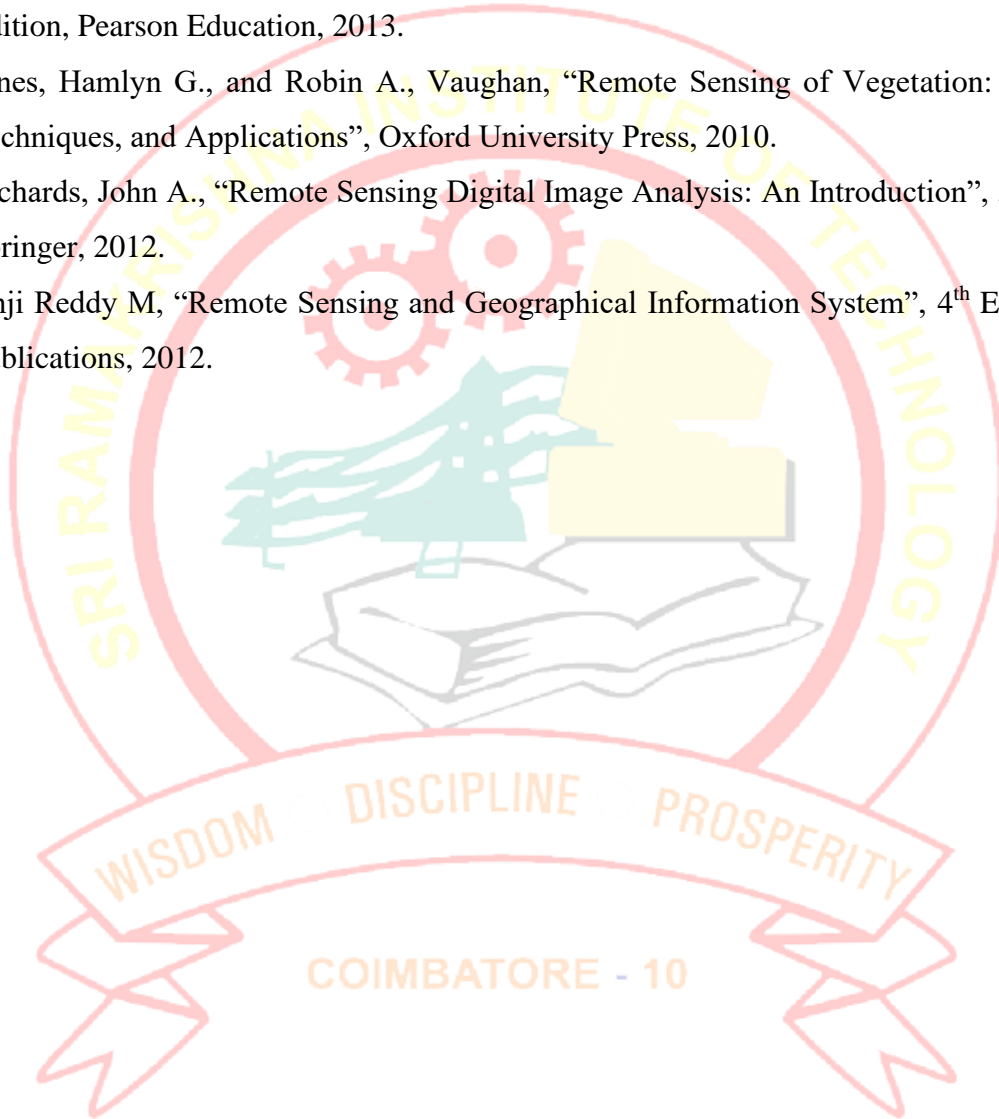 dition, Pearson Education, 2013.
nes, Hamlyn G., and Robin A., Vaughan, “Remote Sensing of Vegetation:
chniques, and Applications”, Oxford University Press, 2010.
chards, John A., “Remote Sensing Digital Image Analysis: An Introduction”,
ringer, 2012.
nji Reddy M, “Remote Sensing and Geographical Information System”, 4th E
blications, 2012.
SRI RAMAKRISHNA INSTITUTE OF TECHNOLOGY
WISDOM DISCIPLINE PROSPERITY
COIMBATORE - 10